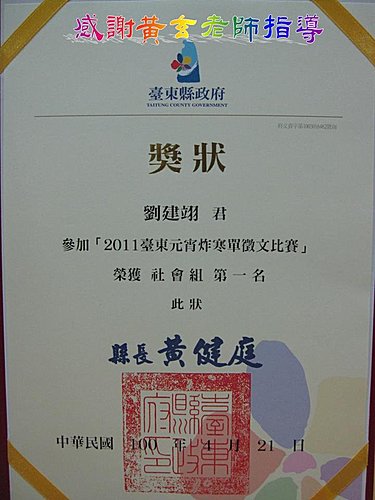 感謝黃玄老師指導
臺東縣政府
TAITUNG COUNTY GOVERNMENT
獎狀
劉建翊 君
參加「2011臺東元宵炸寒單徵文比賽」
榮獲 社會組 第一名
此狀
縣長 黃健庭
中華民國 100 年 4 月 21 日